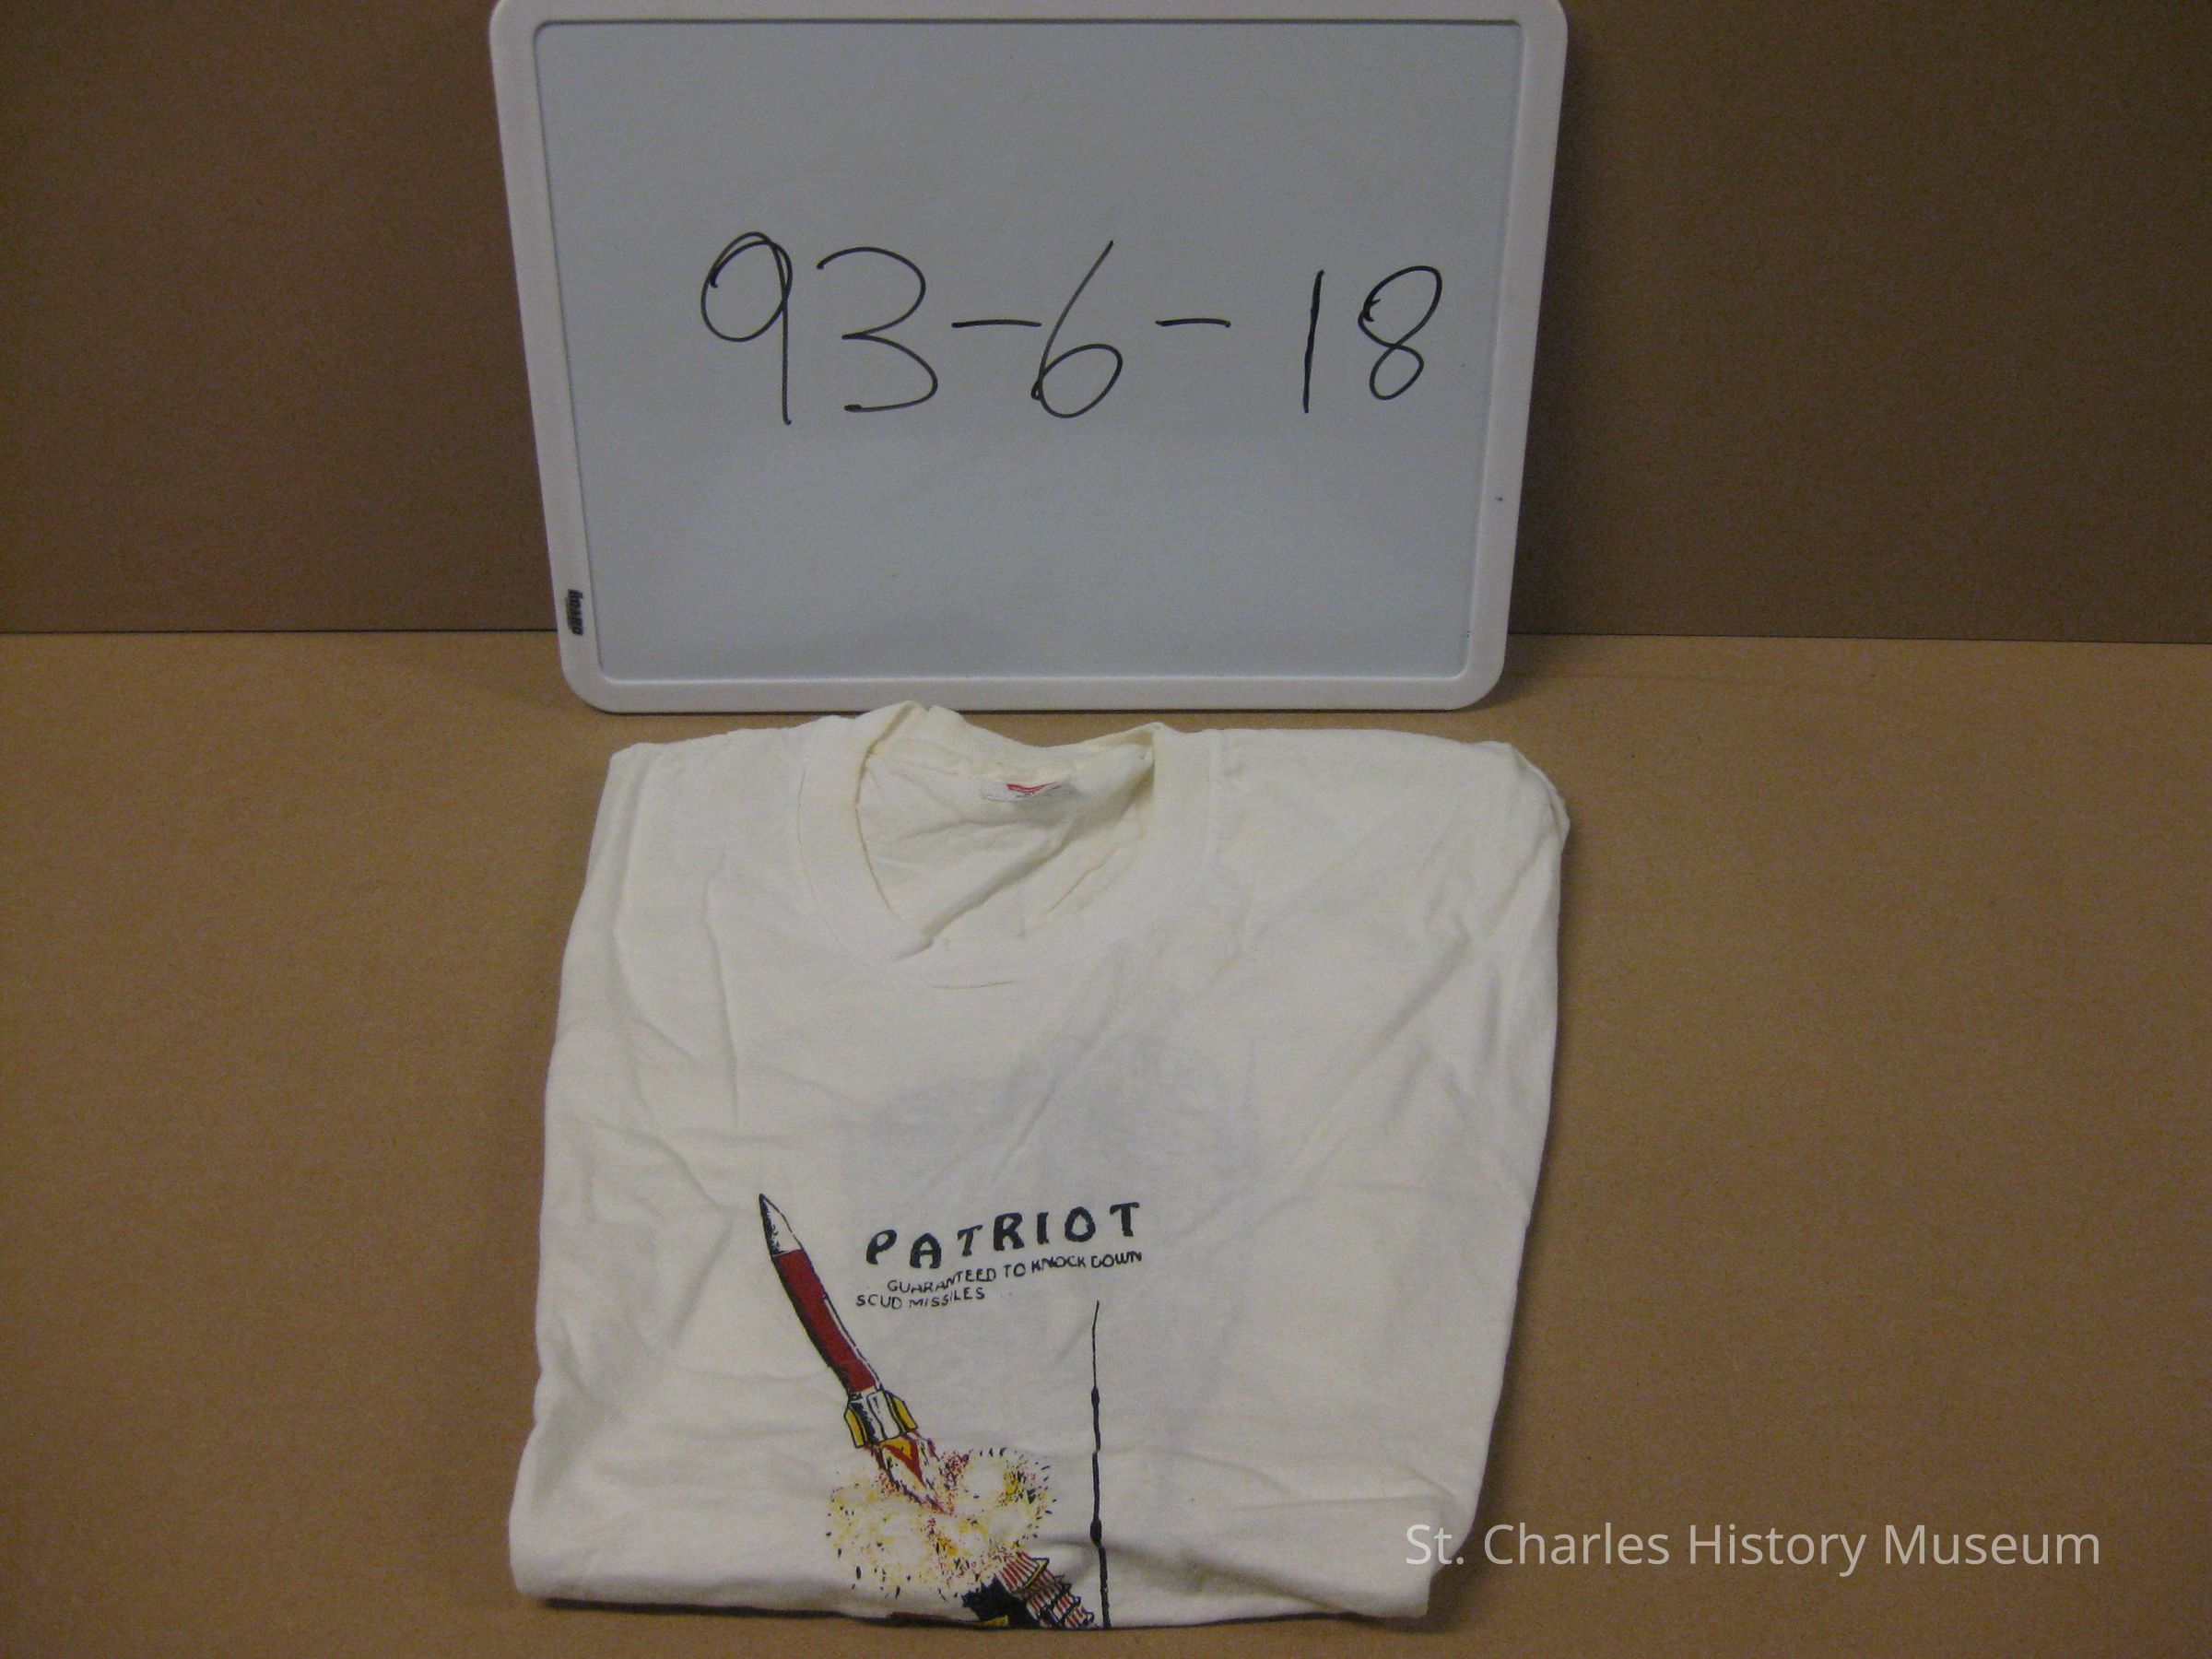 93-6-18
PATRIOT
GUARANTEED TO KNOCK DOWN
SCUD MISSILES
St. Charles History Museum